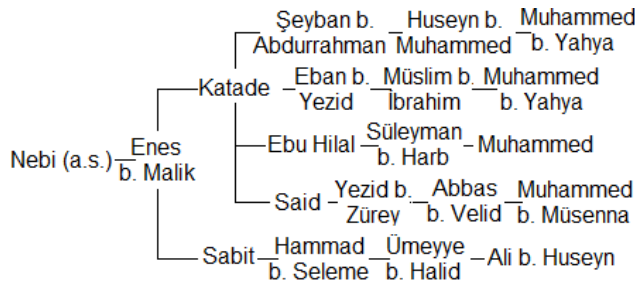 Şeyban b. Huseyn b. Muhammed
Abdurrahman Muhammed b. Yahya
Katade Eban b. Müslim b. Muhammed
Yezid İbrahim b. Yahya
Nebi (a.s.) Enes b. Malik
Ebu Hilal Süleyman b. Harb Muhammed
Said Yezid b. Abbas Muhammed
Zürey b. Velid b. Müsenna
Sabit Hammad Ümeyye Ali b. Huseyn
b. Seleme b. Halid